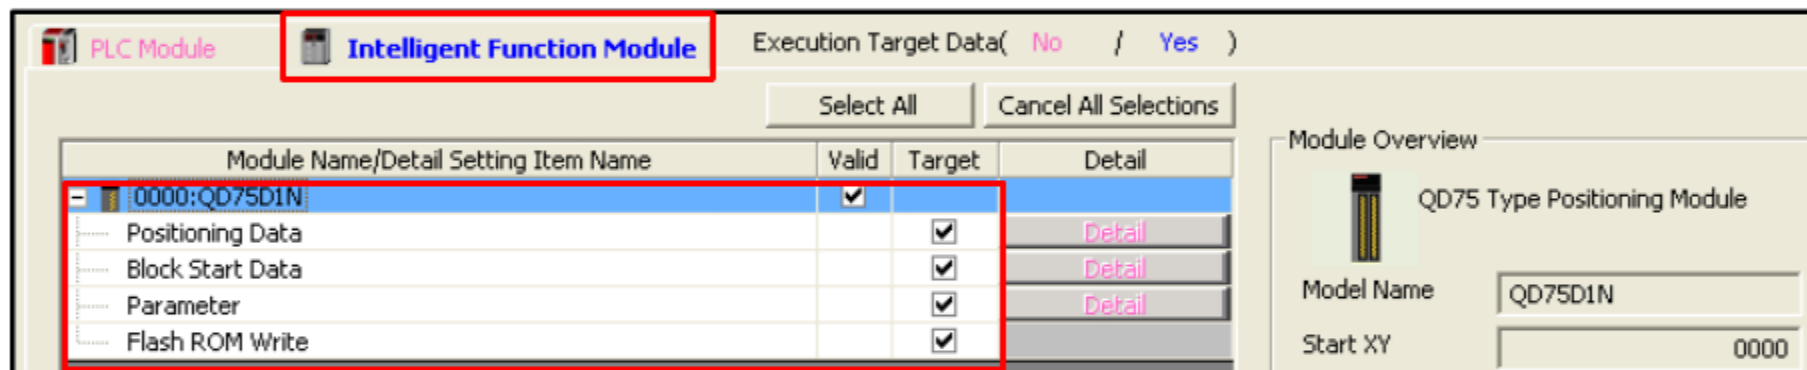 PLC Module Intelligent Function Module Execution Target Data( No / Yes )
Select All Cancel All Selections
Module Overview
Module Name/Detail Setting Item Name Valid Target Detail
0000:QD75D1N
QD75 Type Positioning Module
Positioning Data Detail
Block Start Data Detail
Model Name QD75D1N
Parameter Detail
Flash ROM Write
Start XY 0000